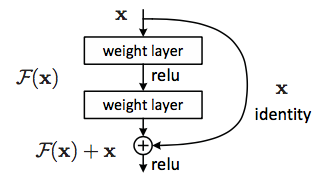 x
weight layer
relu
F(x)
x
weight layer
identity
F(x) + x
relu